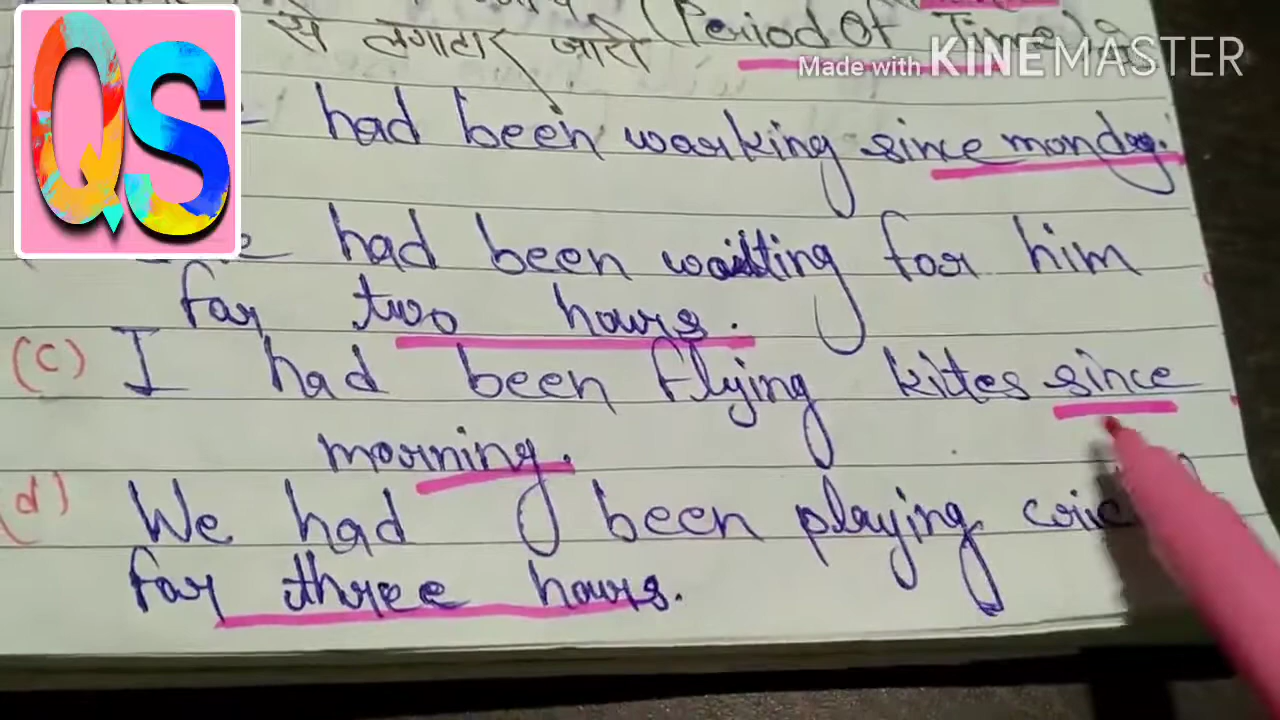 से लगातार जारी (Period Of Time)
Made with KINEMASTER
QS
had been working since monday.
had been waiting for him
for two hours.
(c) I had been flying kites since
morning.
(d) We had been playing
for three hours.